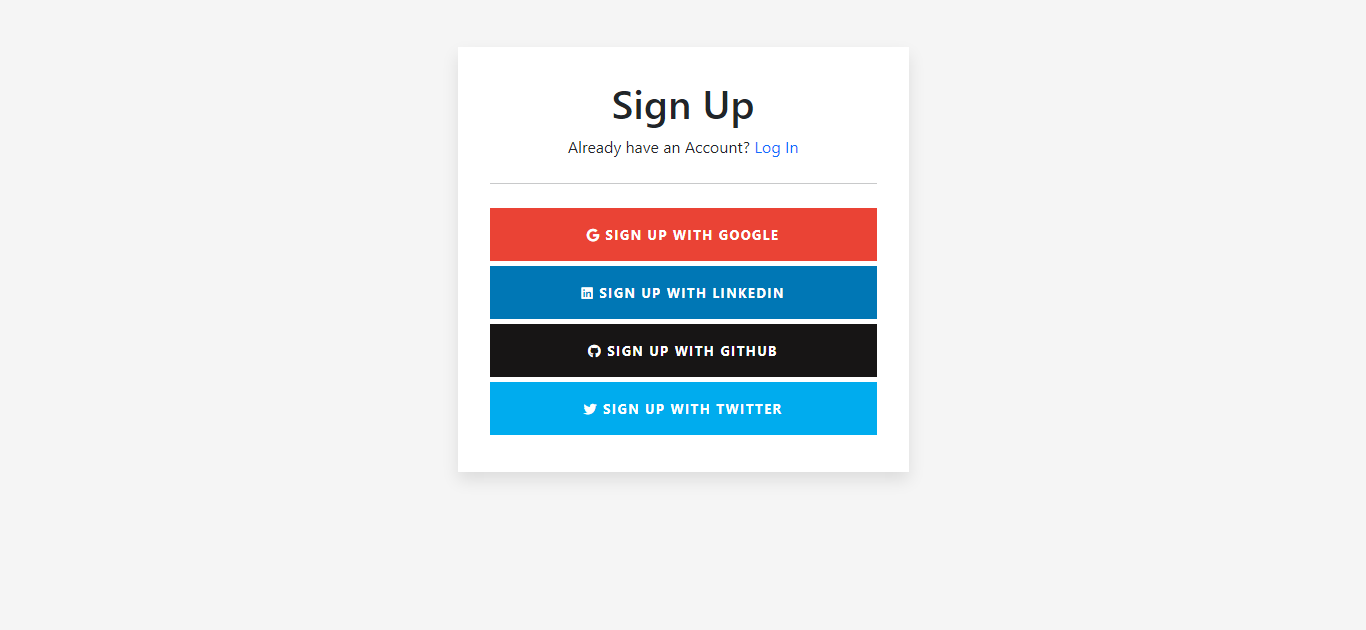 Sign Up
Already have an Account? Log In
SIGN UP WITH GOOGLE
SIGN UP WITH LINKEDIN
SIGN UP WITH GITHUB
SIGN UP WITH TWITTER